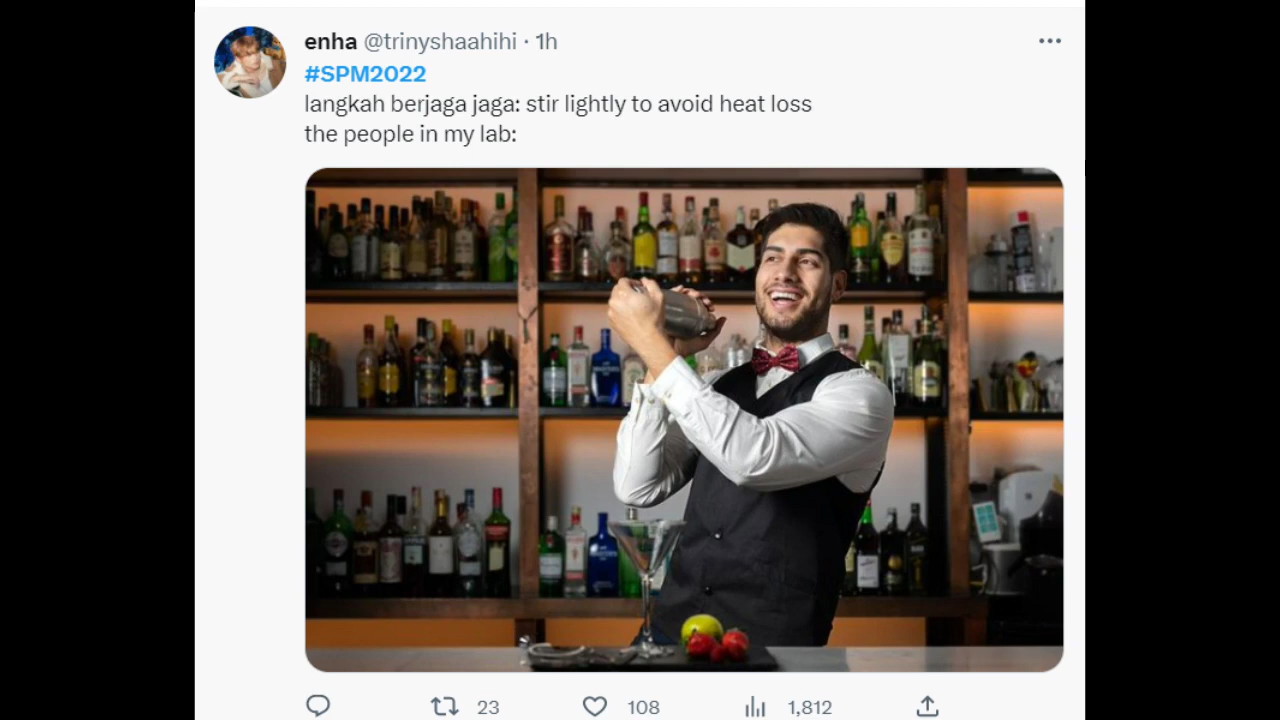 enha @trinyshaahihi · 1h
#SPM2022
langkah berjaga jaga: stir lightly to avoid heat loss
the people in my lab:
23 108 1,812